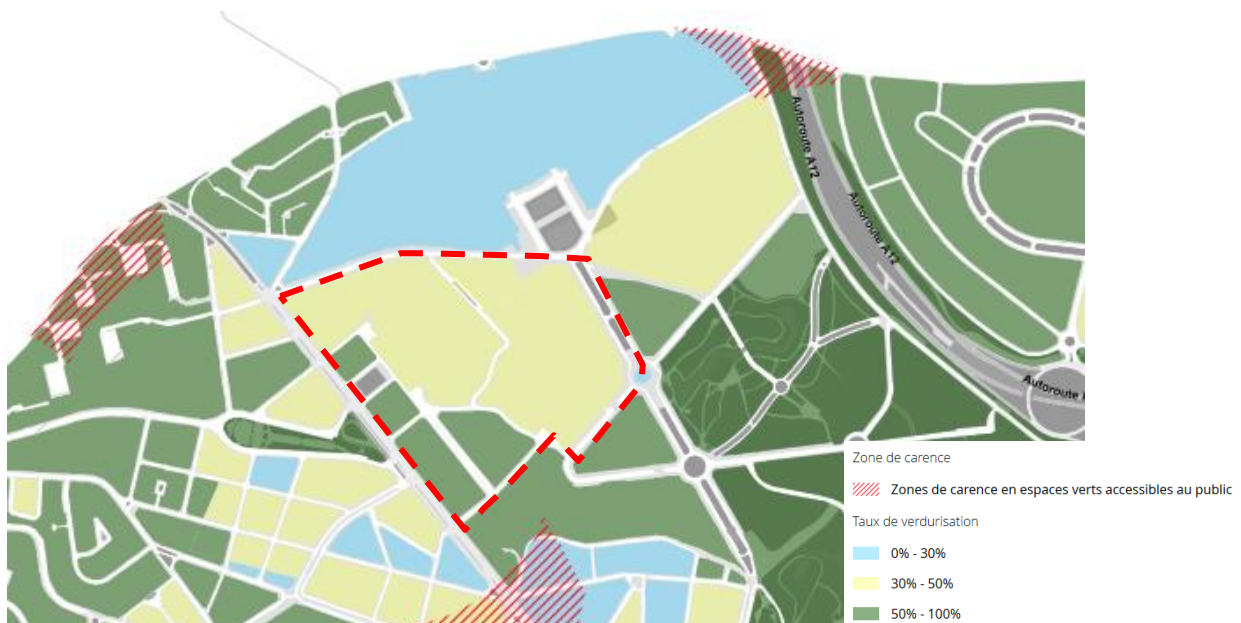 Autoroute A12
Autoroute A12
Autoroute
Zone de carence
Zones de carence en espaces verts accessibles au public
Taux de verdurisation
0% - 30%
30% - 50%
50% - 100%